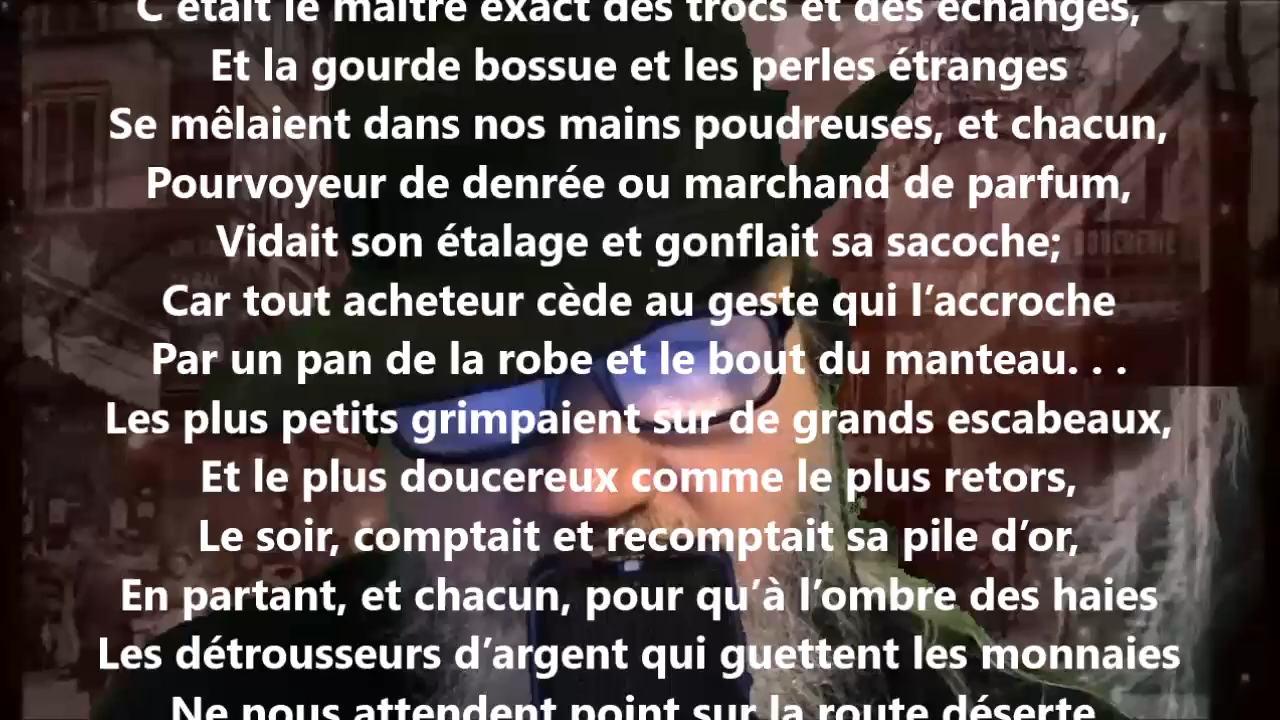 C'était le maître exact des trocs et des échanges,
Et la gourde bossue et les perles étranges
Se mêlaient dans nos mains poudreuses, et chacun,
Pourvoyeur de denrée ou marchand de parfum,
Vidait son étalage et gonflait sa sacoche;
BOUCHERIE
Car tout acheteur cède au geste qui l’accroche
Par un pan de la robe et le bout du manteau. . .
Les plus petits grimpaient sur de grands escabeaux,
Et le plus doucereux comme le plus retors,
Le soir, comptait et recomptait sa pile d’or,
En partant, et chacun, pour qu’à l’ombre des haies
Les détrousseurs d’argent qui guettent les monnaies
Ne nous attendent point sur la route déserte